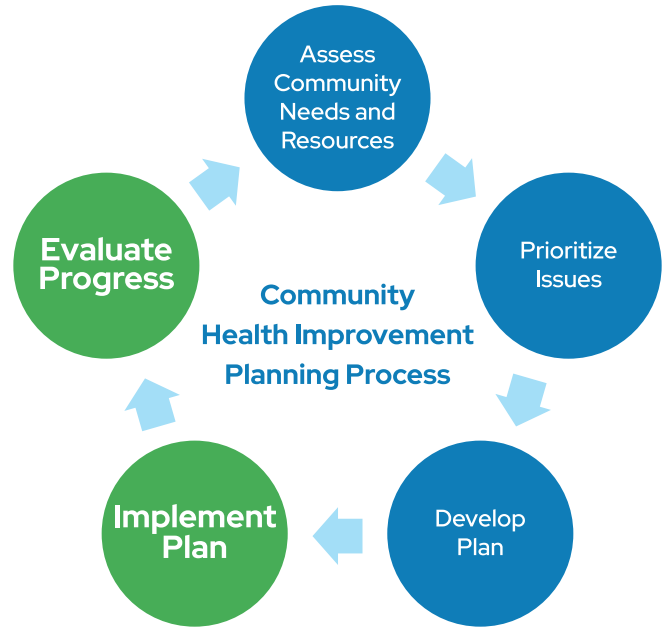 Assess
Community
Needs and
Resources
Prioritize
Issues
Develop
Plan
Implement
Plan
Evaluate
Progress
Community
Health Improvement
Planning Process